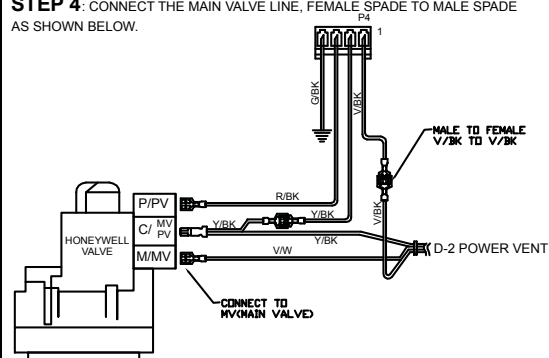 STEP 4: CONNECT THE MAIN VALVE LINE, FEMALE SPADE TO MALE SPADE
AS SHOWN BELOW.
P4
1
G/BK
V/BK
MALE TO FEMALE
V/BK TO V/BK
P/PV
R/BK
C/ MV PV
Y/BK
Y/BK
V/BK
HONEYWELL
VALVE
Y/BK
D-2 POWER VENT
M/MV
V/W
CONNECT TO
MV(MAIN VALVE)